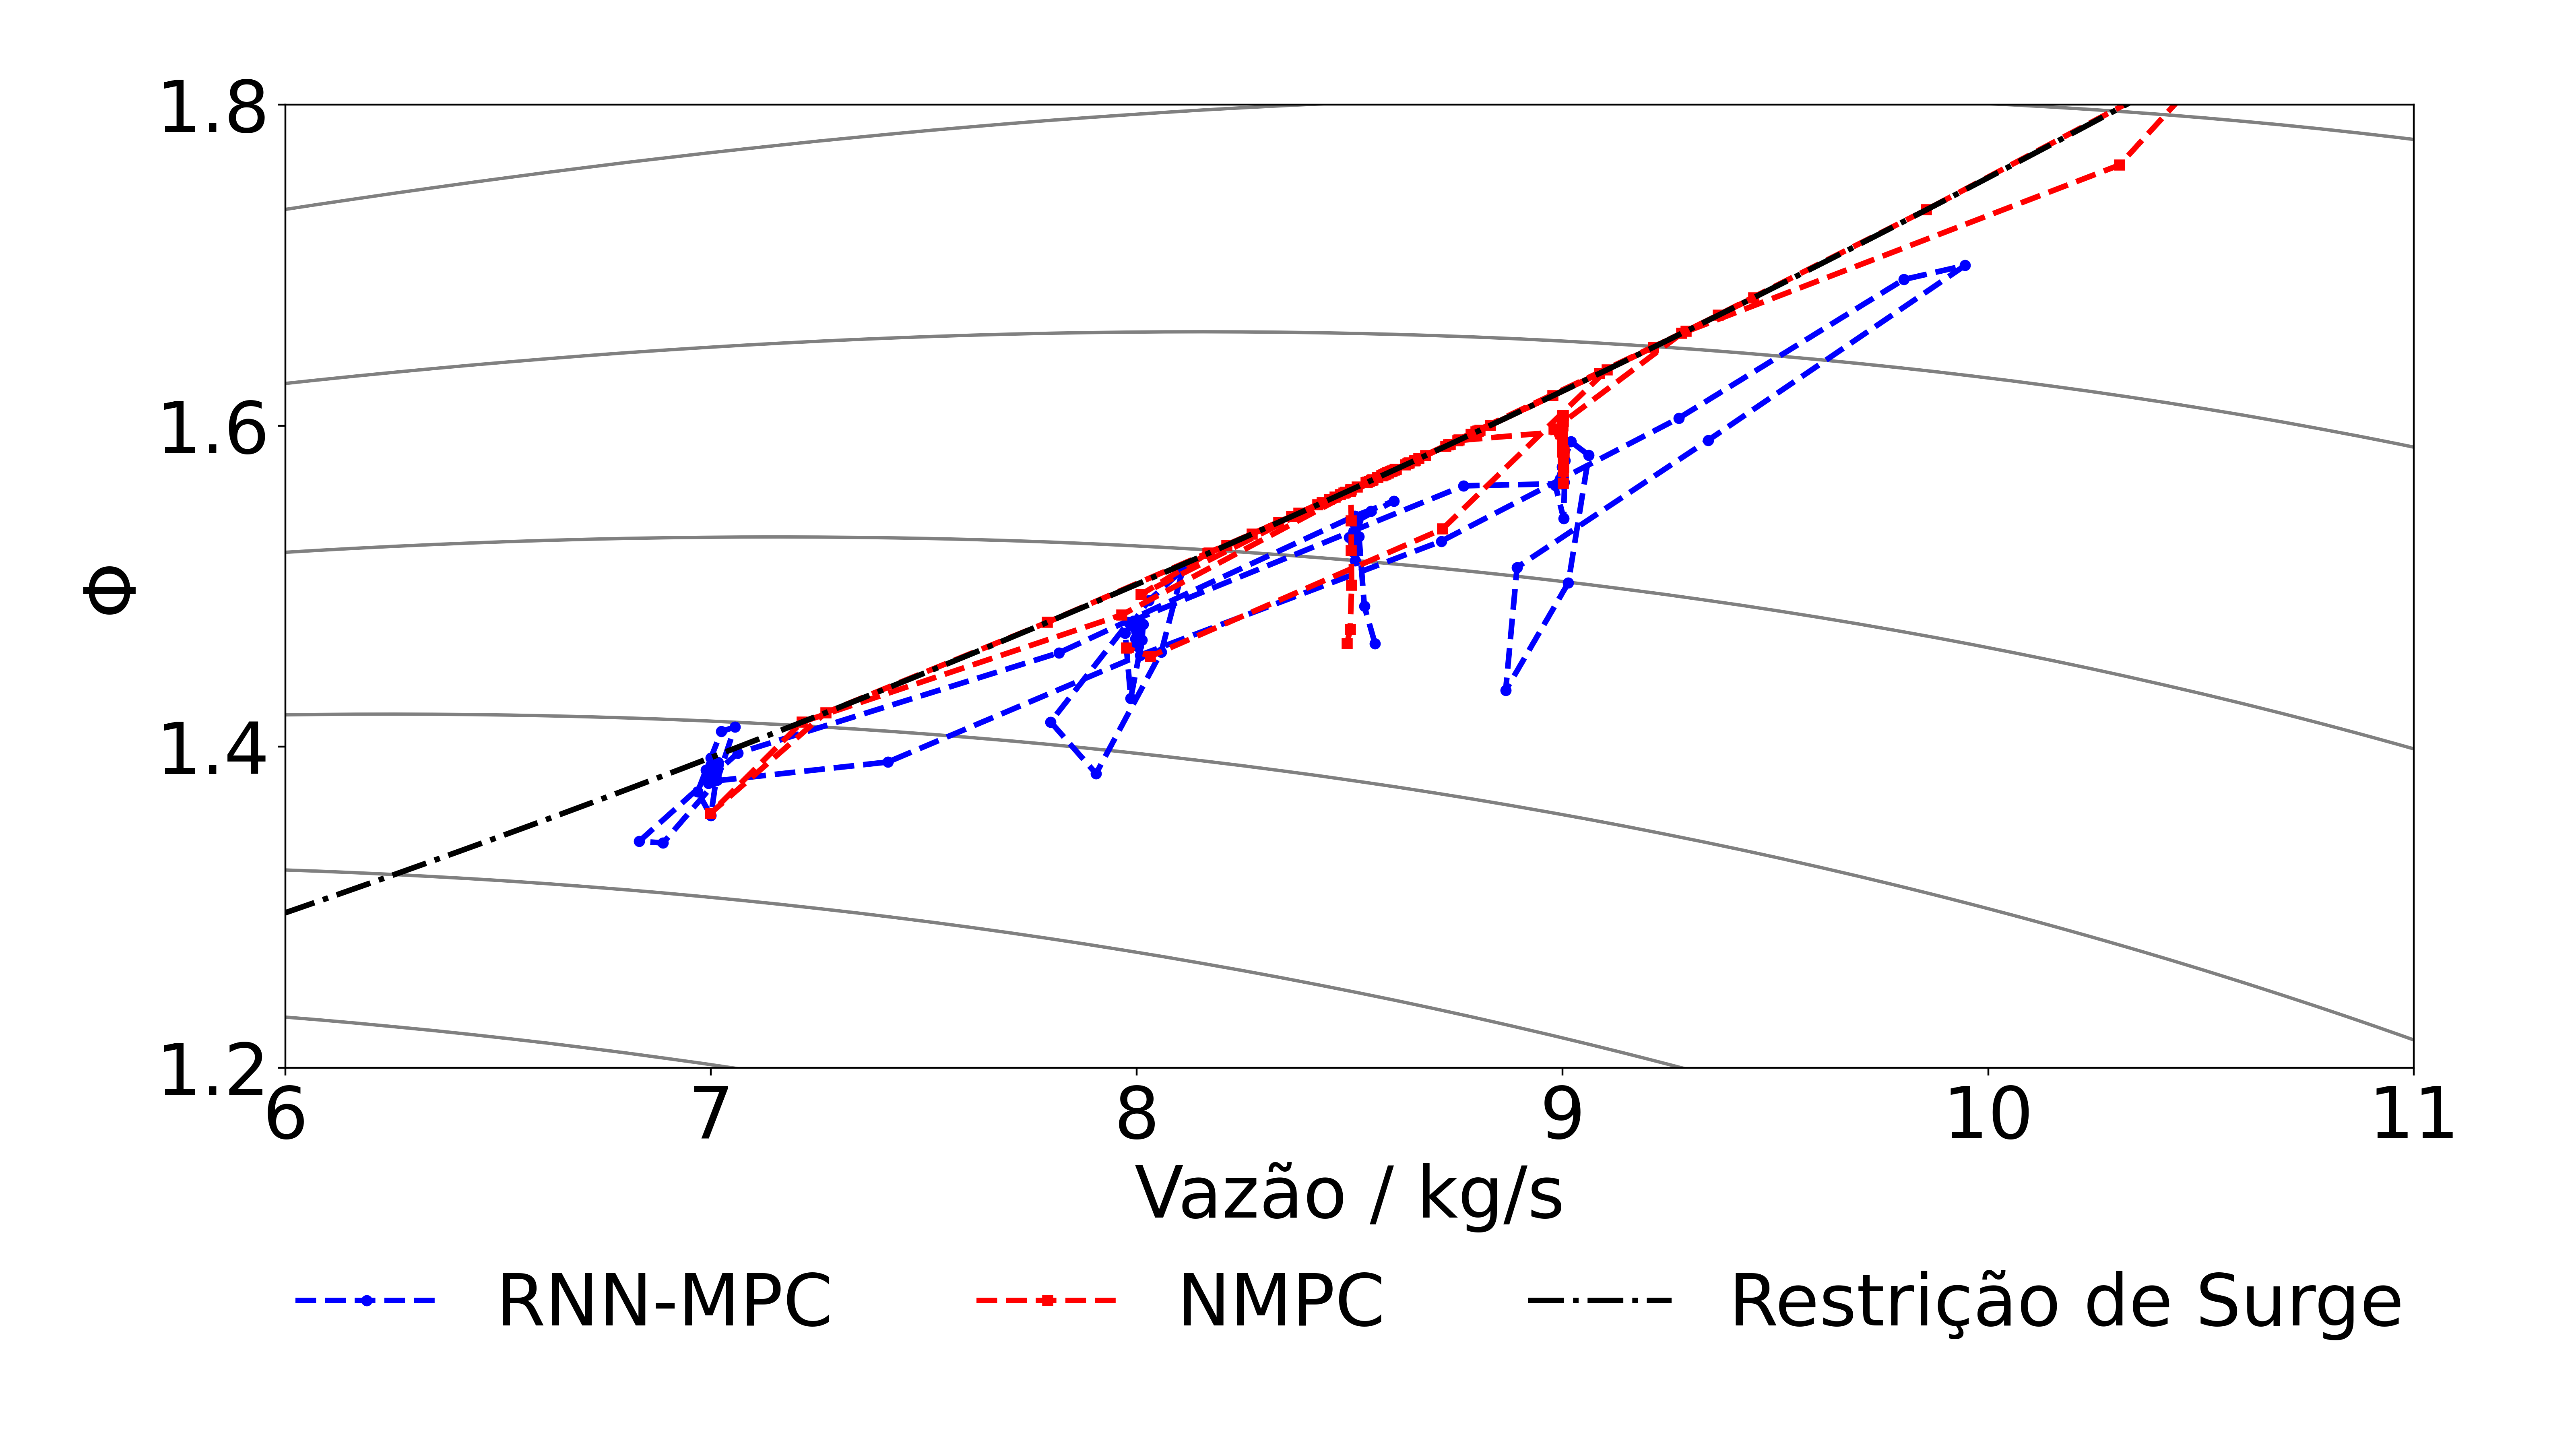 1.8
1.6
Φ
1.4
1.2
6 7 8 9 10 11
Vazão / kg/s
RNN-MPC NMPC Restrição de Surge